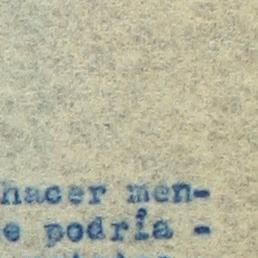 hacer men-
e podría -